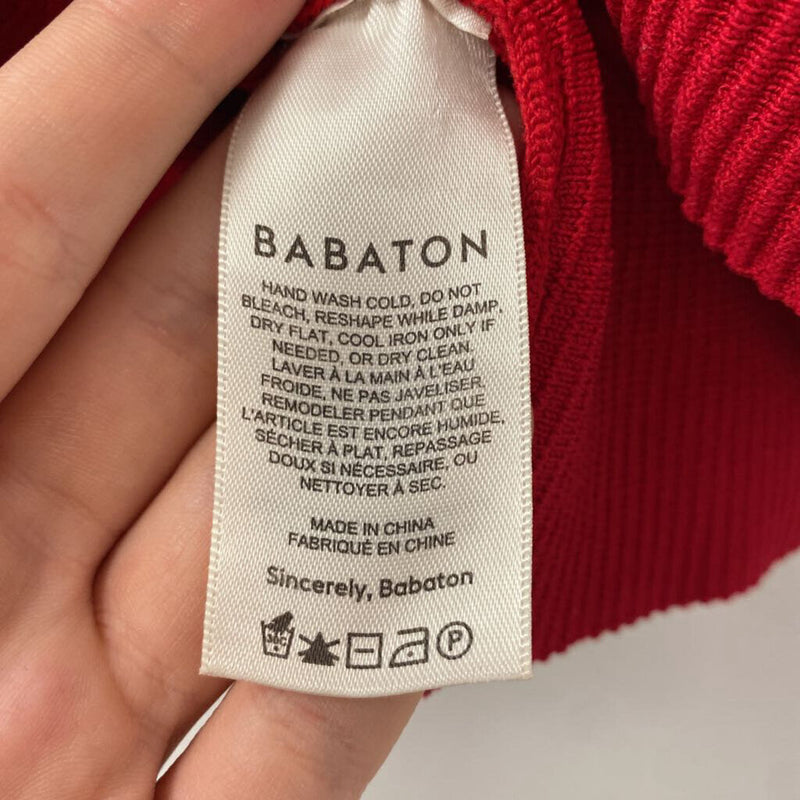 BABATON
HAND WASH COLD, DO NOT
BLEACH, RESHAPE WHILE DAMP,
DRY FLAT, COOL IRON ONLY IF
NEEDED, OR DRY CLEAN.
LAVER À LA MAIN À L'EAU
FROIDE, NE PAS JAVELISER,
REMODELER PENDANT QUE
L'ARTICLE EST ENCORE HUMIDE,
SÉCHER À PLAT, REPASSAGE
DOUX SI NÉCESSAIRE, OU
NETTOYER À SEC.
MADE IN CHINA
FABRIQUÉ EN CHINE
Sincerely, Babaton
30C P